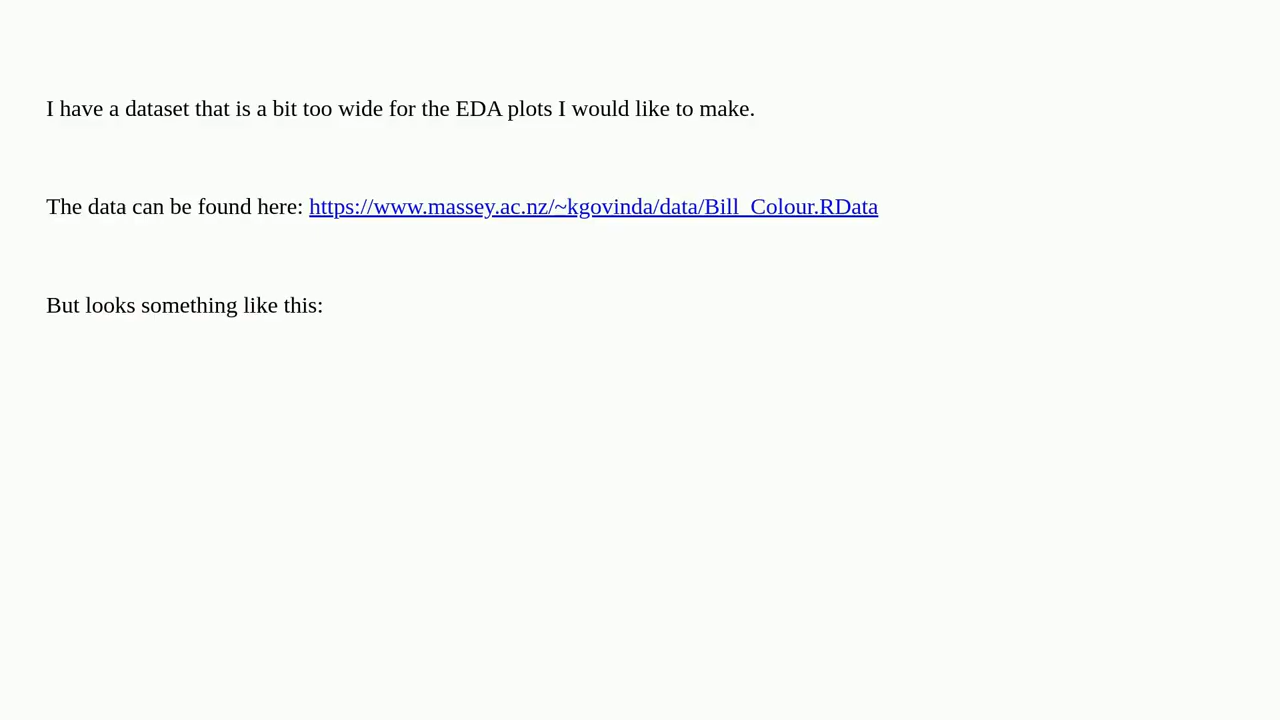 I have a dataset that is a bit too wide for the EDA plots I would like to make.
The data can be found here: https://www.massey.ac.nz/~kgovinda/data/Bill_Colour.RData
But looks something like this: